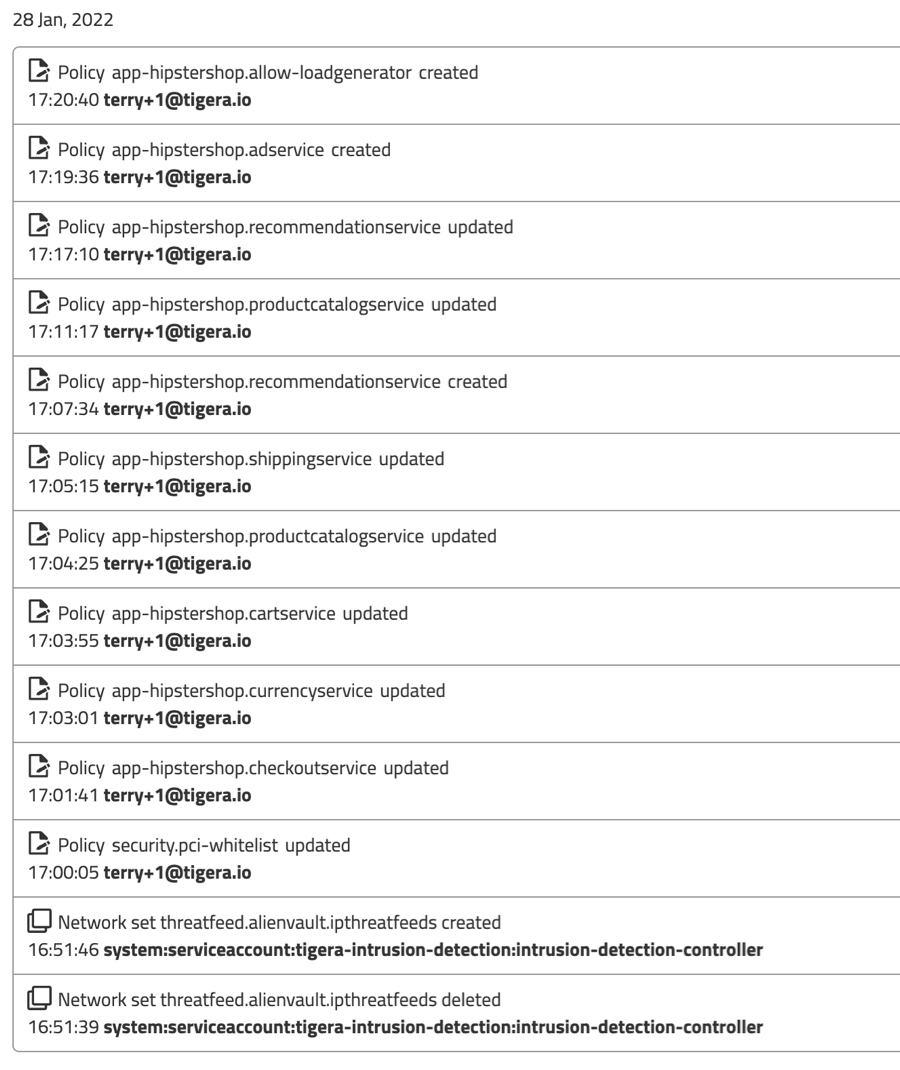 28 Jan, 2022
Policy app-hipstershop.allow-loadgenerator created
17:20:40 terry+1@tigera.io
Policy app-hipstershop.adservice created
17:19:36 terry+1@tigera.io
Policy app-hipstershop.recommendationservice updated
17:17:10 terry+1@tigera.io
Policy app-hipstershop.productcatalogservice updated
17:11:17 terry+1@tigera.io
Policy app-hipstershop.recommendationservice created
17:07:34 terry+1@tigera.io
Policy app-hipstershop.shippingservice updated
17:05:15 terry+1@tigera.io
Policy app-hipstershop.productcatalogservice updated
17:04:25 terry+1@tigera.io
Policy app-hipstershop.cartservice updated
17:03:55 terry+1@tigera.io
Policy app-hipstershop.currencyservice updated
17:03:01 terry+1@tigera.io
Policy app-hipstershop.checkoutservice updated
17:01:41 terry+1@tigera.io
Policy security.pci-whitelist updated
17:00:05 terry+1@tigera.io
Network set threatfeed.alienvault.ipthreatfeeds created
16:51:46 system:serviceaccount:tigera-intrusion-detection:intrusion-detection-controller
Network set threatfeed.alienvault.ipthreatfeeds deleted
16:51:39 system:serviceaccount:tigera-intrusion-detection:intrusion-detection-controller